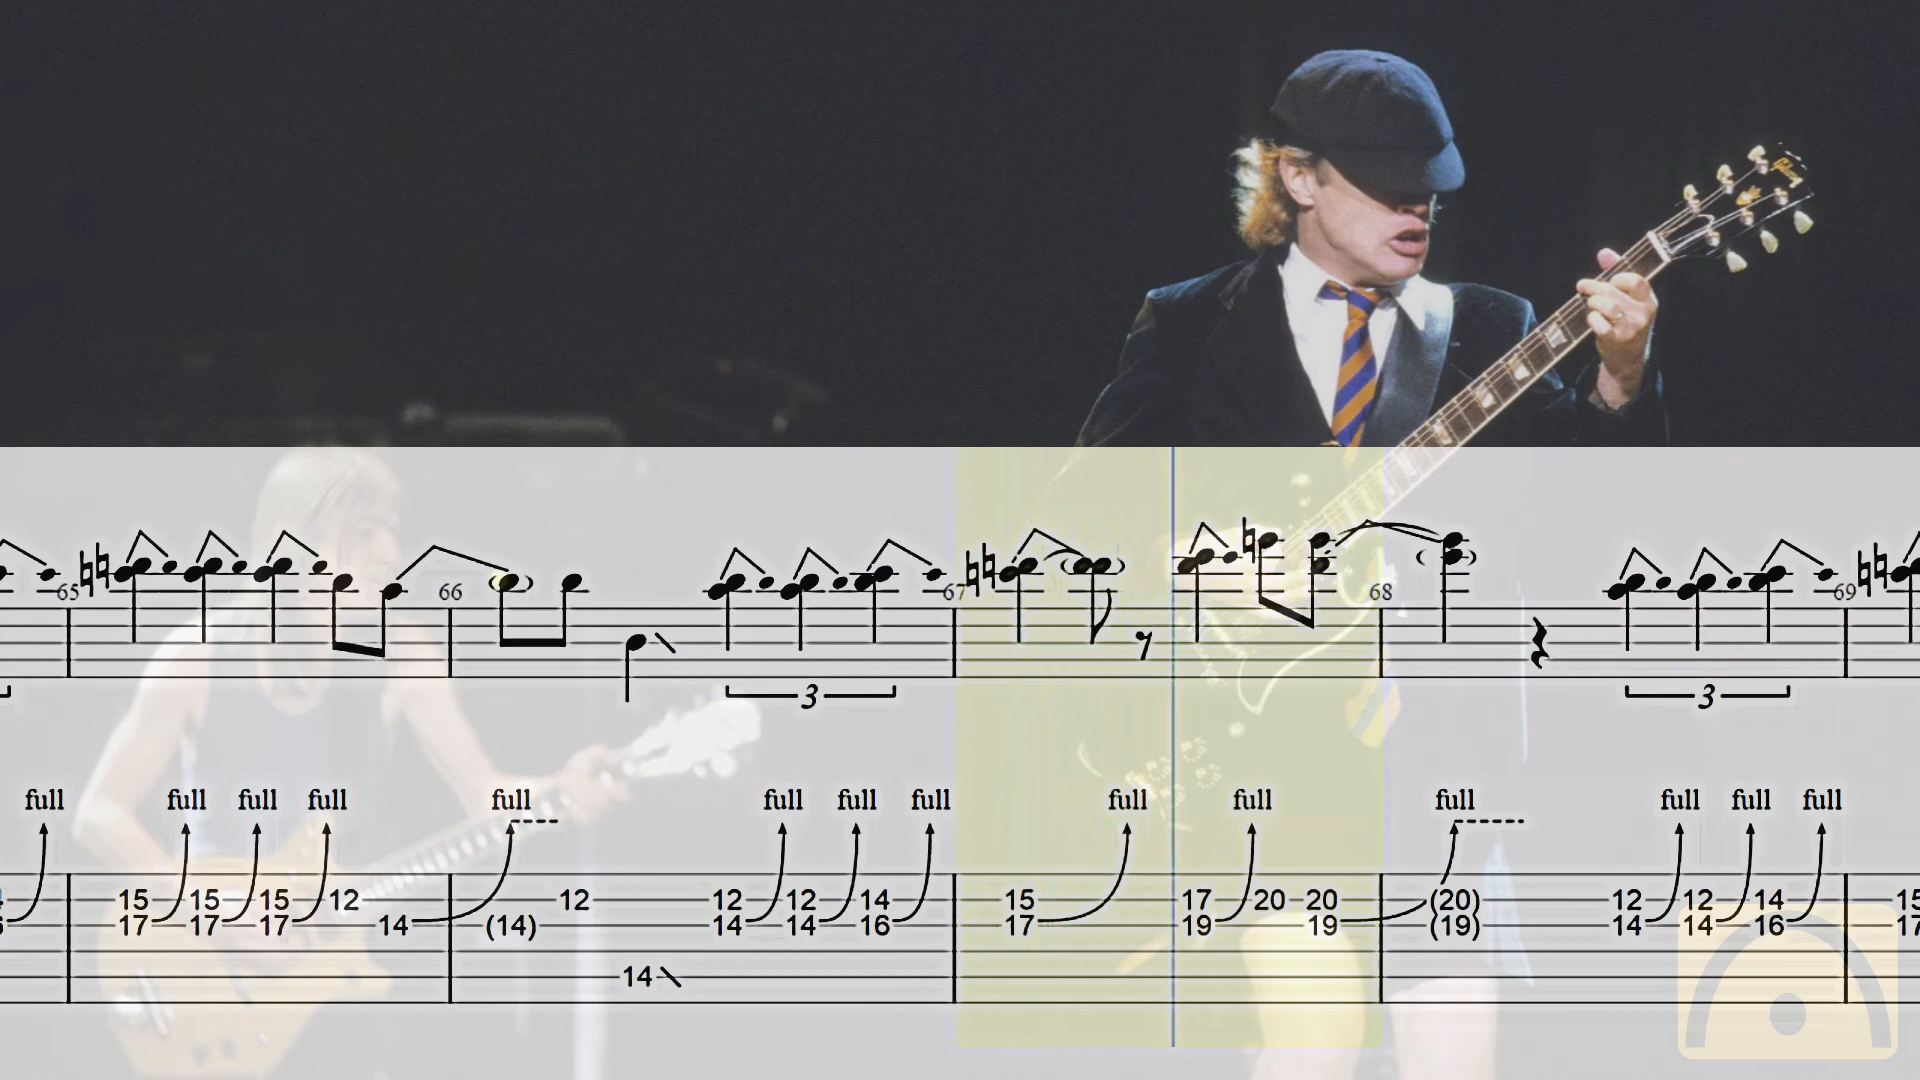 Gibson
65 66 67 68 69
3 3
full full full full full full full full full full full full full full
15 15 15 12 12 12 12 14 15 17 20 20 (20) 12 12 14 15
17 17 17 14 (14) 14 14 16 17 19 19 (19) 14 14 16 17
14